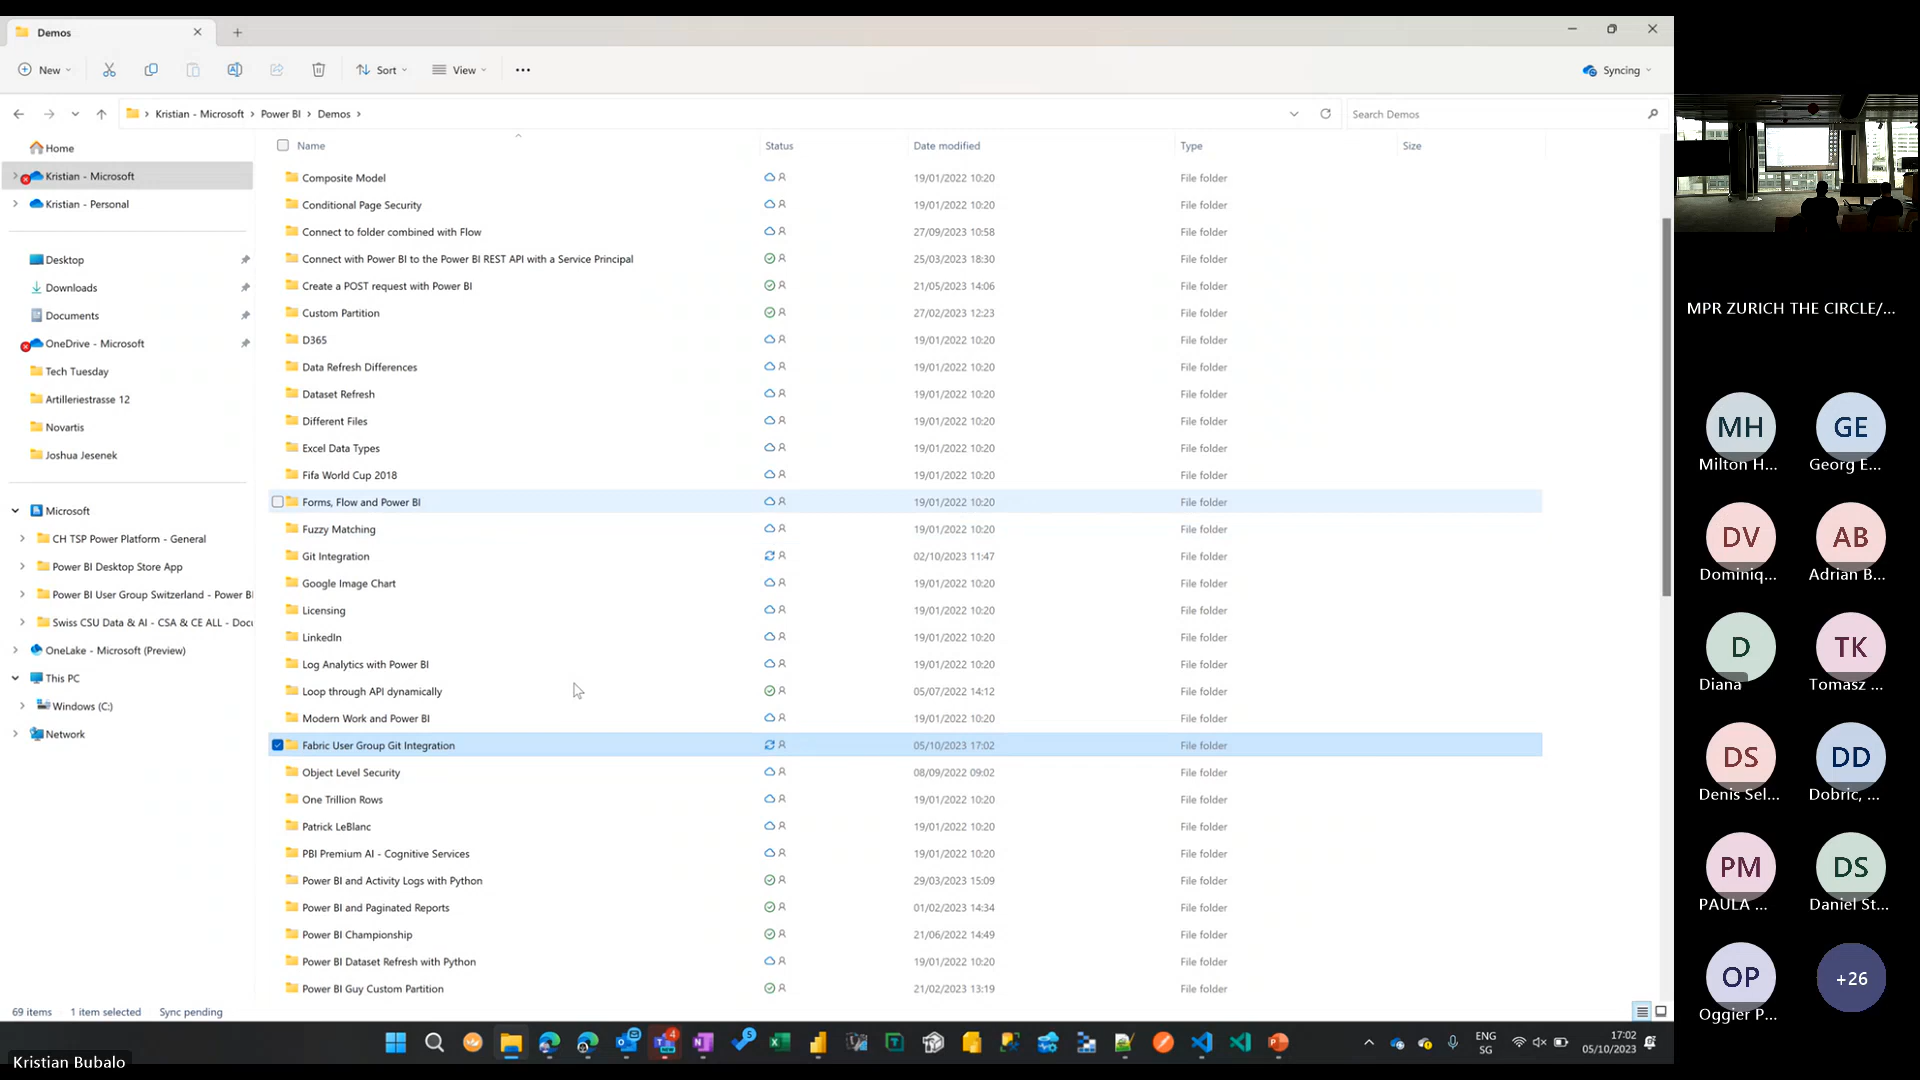 Demos
New
Sort
View
Syncing
Kristian - Microsoft
Power BI
Demos
Search Demos
Home
Kristian - Microsoft
Kristian - Personal
Desktop
Downloads
Documents
OneDrive - Microsoft
Tech Tuesday
Artilleriestrasse 12
Novartis
Joshua Jesenek
Microsoft
CH TSP Power Platform - General
Power BI Desktop Store App
Power BI User Group Switzerland - Power BI
Swiss CSU Data & AI - CSA & CE ALL - Docu
OneLake - Microsoft (Preview)
This PC
Windows (C:)
Network
Name Status Date modified Type Size
Composite Model 19/01/2022 10:20 File folder
Conditional Page Security 19/01/2022 10:20 File folder
Connect to folder combined with Flow 27/09/2023 10:58 File folder
Connect with Power BI to the Power BI REST API with a Service Principal 25/03/2023 18:30 File folder
Create a POST request with Power BI 21/05/2023 14:06 File folder
Custom Partition 27/02/2023 12:23 File folder
D365 19/01/2022 10:20 File folder
Data Refresh Differences 19/01/2022 10:20 File folder
Dataset Refresh 19/01/2022 10:20 File folder
Different Files 19/01/2022 10:20 File folder
Excel Data Types 19/01/2022 10:20 File folder
Fifa World Cup 2018 19/01/2022 10:20 File folder
Forms, Flow and Power BI 19/01/2022 10:20 File folder
Fuzzy Matching 19/01/2022 10:20 File folder
Git Integration 02/10/2023 11:47 File folder
Google Image Chart 19/01/2022 10:20 File folder
Licensing 19/01/2022 10:20 File folder
LinkedIn 19/01/2022 10:20 File folder
Log Analytics with Power BI 19/01/2022 10:20 File folder
Loop through API dynamically 05/07/2022 14:12 File folder
Modern Work and Power BI 19/01/2022 10:20 File folder
Fabric User Group Git Integration 05/10/2023 17:02 File folder
Object Level Security 08/09/2022 09:02 File folder
One Trillion Rows 19/01/2022 10:20 File folder
Patrick LeBlanc 19/01/2022 10:20 File folder
PBI Premium AI - Cognitive Services 19/01/2022 10:20 File folder
Power BI and Activity Logs with Python 29/03/2023 15:09 File folder
Power BI and Paginated Reports 01/02/2023 14:34 File folder
Power BI Championship 21/06/2022 14:49 File folder
Power BI Dataset Refresh with Python 19/01/2022 10:20 File folder
Power BI Guy Custom Partition 21/02/2023 13:19 File folder
69 items 1 item selected Sync pending
4
5
ENG
SG
17:02
05/10/2023
Kristian Bubalo
MPR ZURICH THE CIRCLE/...
MH GE
Milton H... Georg E...
DV AB
Dominiq... Adrian B...
D TK
Diana Tomasz ...
DS DD
Denis Sel... Dobric, ...
PM DS
PAULA ... Daniel St...
OP +26
Oggier P...